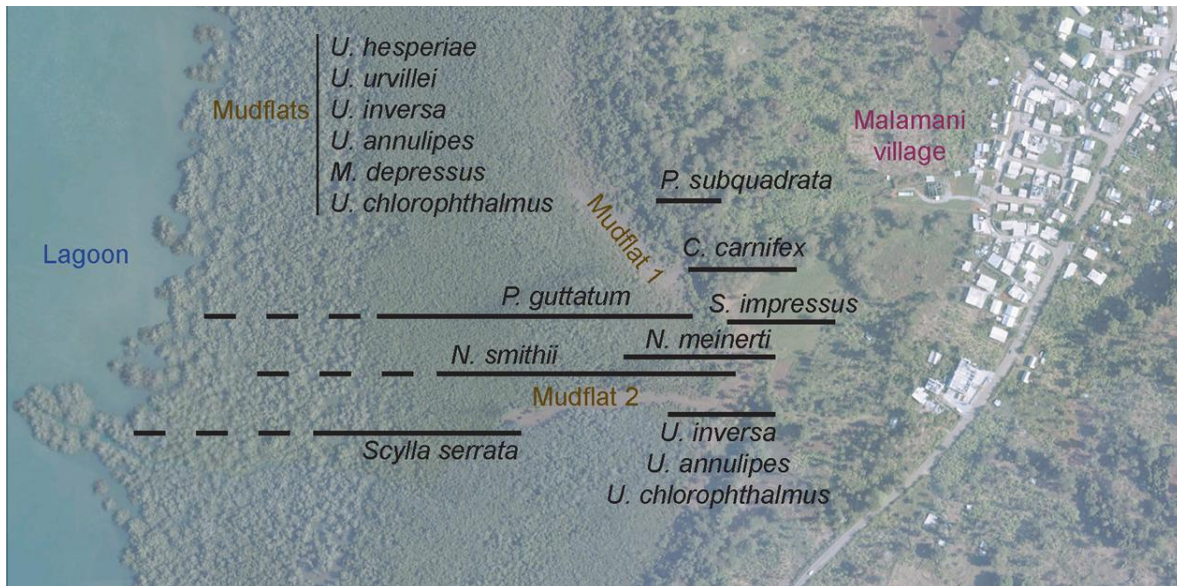 Mudflats
U. hesperiae
U. urvillei
U. inversa
U. annulipes
M. depressus
U. chlorophthalmus
Malamani
village
P. subquadrata
Lagoon
Mudflat 1
C. carnifex
P. guttatum
S. impressus
N. meinerti
N. smithii
Mudflat 2
Scylla serrata
U. inversa
U. annulipes
U. chlorophthalmus